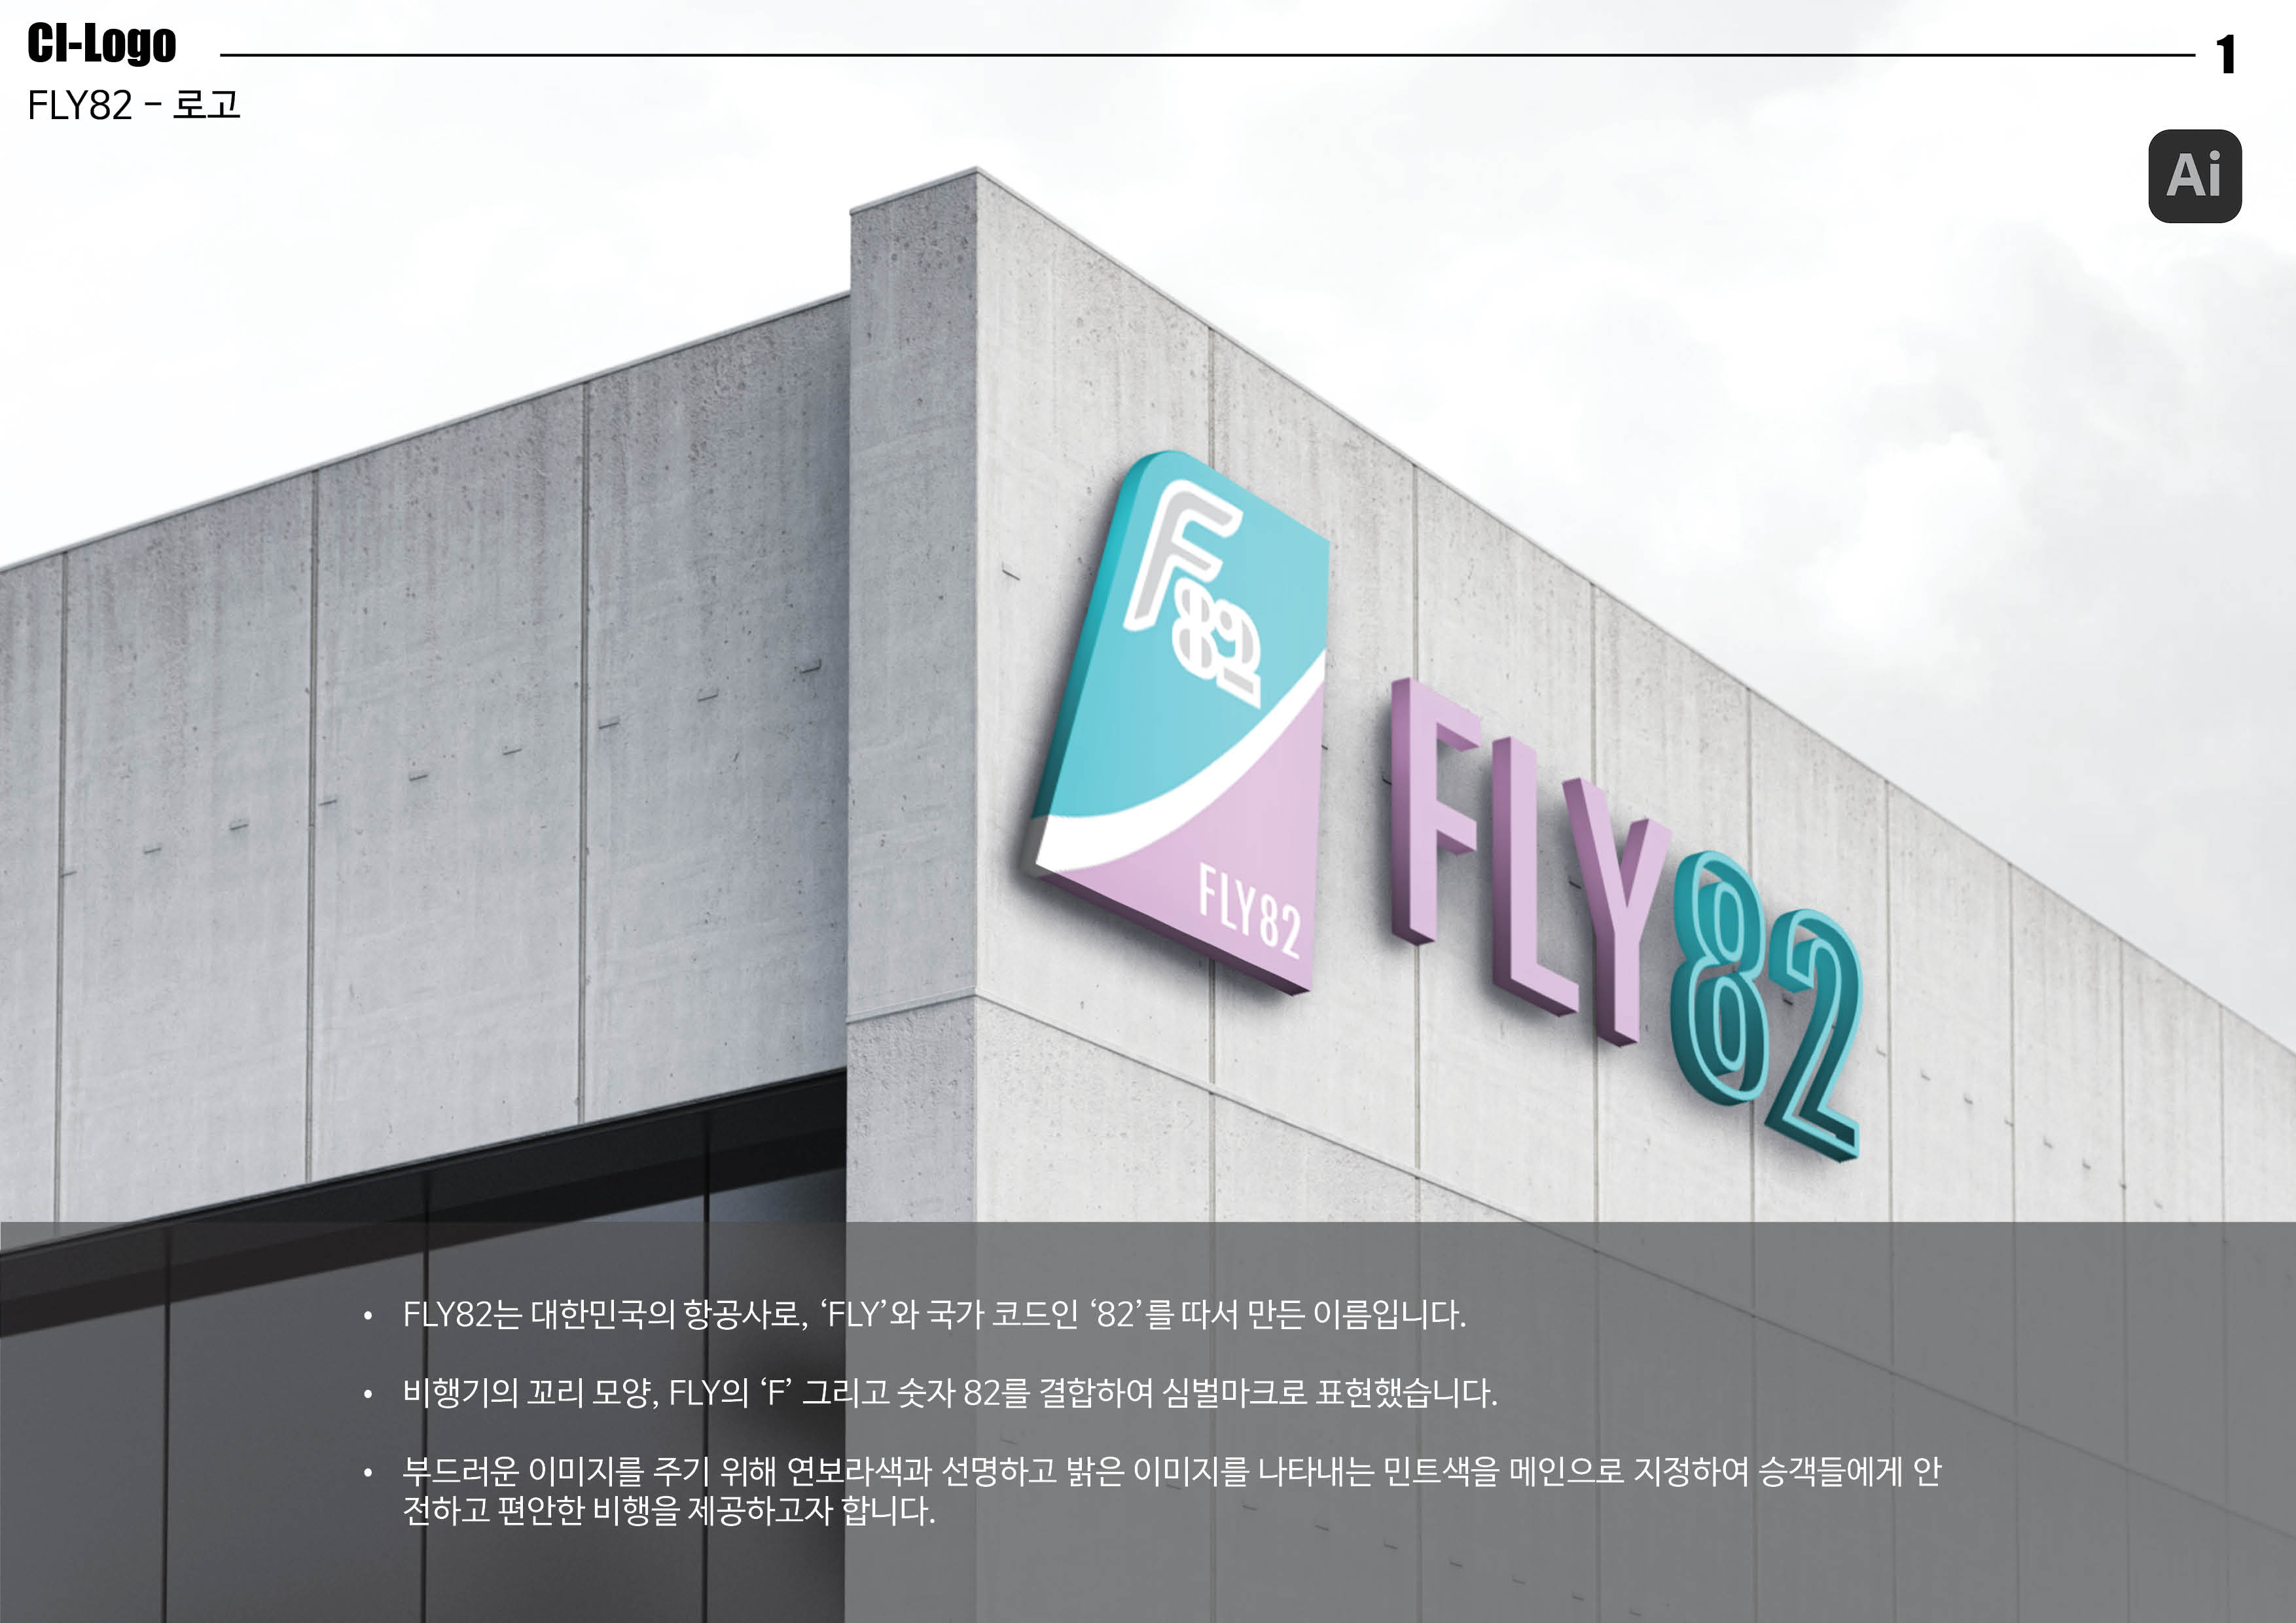 CI-Logo
1
FLY82 – 로고
Ai
F
82
FLY82
FLY82
• FLY82는 대한민국의 항공사로, ‘FLY’와 국가 코드인 ‘82’를 따서 만든 이름입니다.
• 비행기의 꼬리 모양, FLY의 ‘F’ 그리고 숫자 82를 결합하여 심벌마크로 표현했습니다.
• 부드러운 이미지를 주기 위해 연보라색과 선명하고 밝은 이미지를 나타내는 민트색을 메인으로 지정하여 승객들에게 안
전하고 편안한 비행을 제공하고자 합니다.